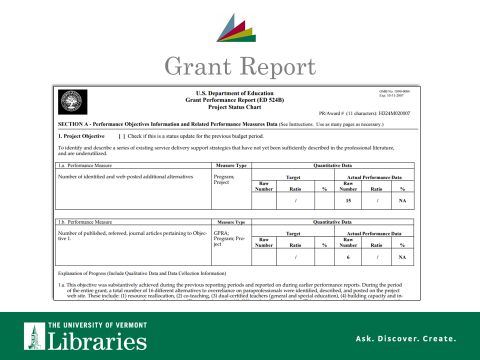 Grant Report
U.S. Department of Education
Grant Performance Report (ED 524B)
Project Status Chart
OMB No. 1890-0004
Exp. 10-31-2007
PR/Award # (11 characters): H324M020007
SECTION A - Performance Objectives Information and Related Performance Measures Data (See Instructions. Use as many pages as necessary.)
1. Project Objective [ ] Check if this is a status update for the previous budget period.
To identify and describe a series of existing service delivery support strategies that have not yet been sufficiently described in the professional literature,
and are underutilized.
1.a. Performance Measure Measure Type Quantitative Data
Number of identified and web-posted additional alternatives Program;
Project
Target Actual Performance Data
Raw
Number Ratio % Raw
Number Ratio %
/ 15 / NA
1.b. Performance Measure Measure Type Quantitative Data
Number of published, refereed, journal articles pertaining to Objec-
tive 1.
GPRA;
Program; Pro-
ject
Target Actual Performance Data
Raw
Number Ratio % Raw
Number Ratio %
/ 6 / NA
Explanation of Progress (Include Qualitative Data and Data Collection Information)
1.a. This objective was substantively achieved during the previous reporting periods and reported on during earlier performance reports. During the period
of the entire grant, a total number of 16 different alternatives to overreliance on paraprofessionals were identified, described, and posted on the project
web site. These include: (1) resource reallocation, (2) co-teaching, (3) dual-certified teachers (general and special education), (4) building capacity and in-
THE UNIVERSITY OF VERMONT
Libraries
Ask. Discover. Create.